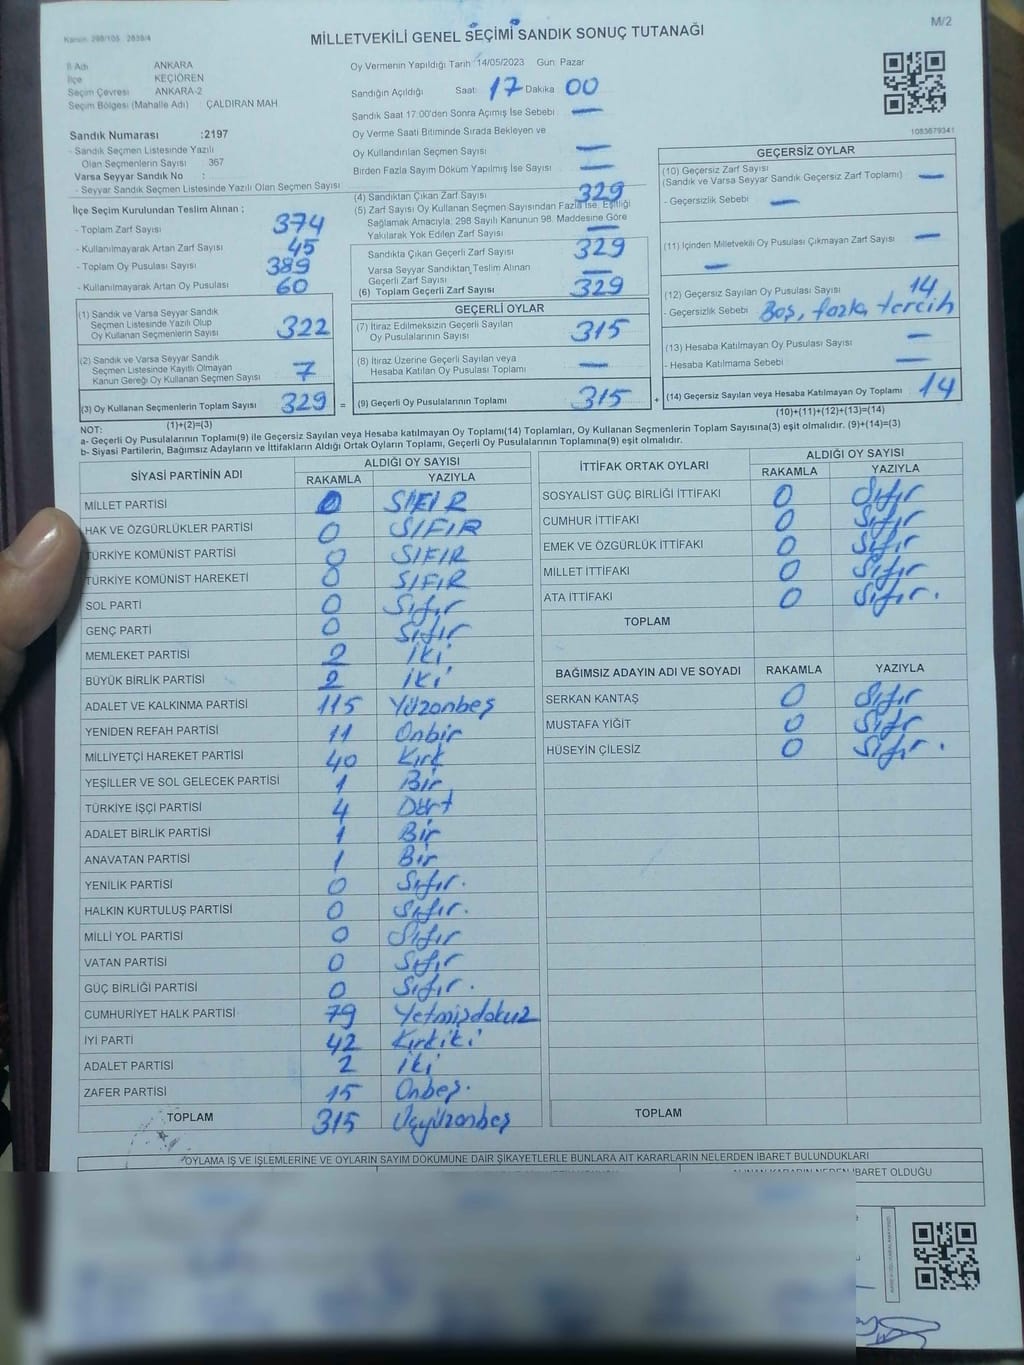 Kanun: 298/105 2839/4
M/2
MİLLETVEKİLİ GENEL SEÇİMİ SANDIK SONUÇ TUTANAĞI
İl Adı ANKARA
İlçe KEÇİÖREN
Seçim Çevresi ANKARA-2
Seçim Bölgesi (Mahalle Adı) ÇALDIRAN MAH
Sandık Numarası :2197
- Sandık Seçmen Listesinde Yazılı
Olan Seçmenlerin Sayısı : 367
Varsa Seyyar Sandık No :
- Seyyar Sandık Seçmen Listesinde Yazılı Olan Seçmen Sayısı
İlçe Seçim Kurulundan Teslim Alınan ;
- Toplam Zarf Sayısı 374
- Kullanılmayarak Artan Zarf Sayısı 45
- Toplam Oy Pusulası Sayısı 389
- Kullanılmayarak Artan Oy Pusulası 60
(1) Sandık ve Varsa Seyyar Sandık
Seçmen Listesinde Yazılı Olup
Oy Kullanan Seçmenlerin Sayısı 322
(2) Sandık ve Varsa Seyyar Sandık
Seçmen Listesinde Kayıtlı Olmayan
Kanun Gereği Oy Kullanan Seçmen Sayısı 7
(3) Oy Kullanan Seçmenlerin Toplam Sayısı 329 =
(1)+(2)=(3)
Oy Vermenin Yapıldığı Tarih :14/05/2023 Gün: Pazar
Sandığın Açıldığı Saat: 17 Dakika : 00
Sandık Saat 17:00'den Sonra Açımış İse Sebebi : —
Oy Verme Saati Bitiminde Sırada Bekleyen ve
Oy Kullandırılan Seçmen Sayısı : —
Birden Fazla Sayım Döküm Yapılmış İse Sayısı : —
(4) Sandıktan Çıkan Zarf Sayısı 329
(5) Zarf Sayısı Oy Kullanan Seçmen Sayısından Fazla İse, Eşitliği
Sağlamak Amacıyla; 298 Sayılı Kanunun 98. Maddesine Göre
Yakılarak Yok Edilen Zarf Sayısı : —
Sandıkta Çıkan Geçerli Zarf Sayısı 329
Varsa Seyyar Sandıktan Teslim Alınan
Geçerli Zarf Sayısı —
(6) Toplam Geçerli Zarf Sayısı 329
GEÇERLİ OYLAR
(7) İtiraz Edilmeksizin Geçerli Sayılan
Oy Pusulalarının Sayısı 315
(8) İtiraz Üzerine Geçerli Sayılan veya
Hesaba Katılan Oy Pusulası Toplamı —
(9) Geçerli Oy Pusulalarının Toplamı 315 +
1083679341
GEÇERSİZ OYLAR
(10) Geçersiz Zarf Sayısı
(Sandık ve Varsa Seyyar Sandık Geçersiz Zarf Toplamı) —
- Geçersizlik Sebebi : —
(11) İçinden Milletvekili Oy Pusulası Çıkmayan Zarf Sayısı —
—
(12) Geçersiz Sayılan Oy Pusulası Sayısı 14
- Geçersizlik Sebebi : Boş, fazla tercih
(13) Hesaba Katılmayan Oy Pusulası Sayısı —
- Hesaba Katılmama Sebebi : —
(14) Geçersiz Sayılan veya Hesaba Katılmayan Oy Toplamı 14
(10)+(11)+(12)+(13)=(14)
NOT:
a- Geçerli Oy Pusulalarının Toplamı(9) ile Geçersiz Sayılan veya Hesaba katılmayan Oy Toplamı(14) Toplamları, Oy Kullanan Seçmenlerin Toplam Sayısına(3) eşit olmalıdır. (9)+(14)=(3)
b- Siyasi Partilerin, Bağımsız Adayların ve İttifakların Aldığı Ortak Oyların Toplamı, Geçerli Oy Pusulalarının Toplamına(9) eşit olmalıdır.
SİYASİ PARTİNİN ADI ALDIĞI OY SAYISI
RAKAMLA YAZIYLA
MİLLET PARTİSİ 0 SIFIR
HAK VE ÖZGÜRLÜKLER PARTİSİ 0 SIFIR
TÜRKİYE KOMÜNİST PARTİSİ 0 SIFIR
TÜRKİYE KOMÜNİST HAREKETİ 0 SIFIR
SOL PARTİ 0 Sıfır
GENÇ PARTİ 0 Sıfır
MEMLEKET PARTİSİ 2 İki
BÜYÜK BİRLİK PARTİSİ 2 İki
ADALET VE KALKINMA PARTİSİ 115 Yüzonbeş
YENİDEN REFAH PARTİSİ 11 Onbir
MİLLİYETÇİ HAREKET PARTİSİ 40 Kırk
YEŞİLLER VE SOL GELECEK PARTİSİ 1 Bir
TÜRKİYE İŞÇİ PARTİSİ 4 Dört
ADALET BİRLİK PARTİSİ 1 Bir
ANAVATAN PARTİSİ 1 Bir
YENİLİK PARTİSİ 0 Sıfır.
HALKIN KURTULUŞ PARTİSİ 0 Sıfır.
MİLLİ YOL PARTİSİ 0 Sıfır
VATAN PARTİSİ 0 Sıfır
GÜÇ BİRLİĞİ PARTİSİ 0 Sıfır.
CUMHURİYET HALK PARTİSİ 79 Yetmişdokuz
İYİ PARTİ 42 Kırkiki
ADALET PARTİSİ 2 İki
ZAFER PARTİSİ 15 Onbeş.
TOPLAM 315 Üçyüzonbeş
İTTİFAK ORTAK OYLARI ALDIĞI OY SAYISI
RAKAMLA YAZIYLA
SOSYALİST GÜÇ BİRLİĞİ İTTİFAKI 0 Sıfır
CUMHUR İTTİFAKI 0 Sıfır
EMEK VE ÖZGÜRLÜK İTTİFAKI 0 Sıfır
MİLLET İTTİFAKI 0 Sıfır
ATA İTTİFAKI 0 Sıfır.
TOPLAM
BAĞIMSIZ ADAYIN ADI VE SOYADI RAKAMLA YAZIYLA
SERKAN KANTAŞ 0 Sıfır
MUSTAFA YİĞİT 0 Sıfır
HÜSEYİN ÇİLESİZ 0 Sıfır.
TOPLAM
OYLAMA İŞ VE İŞLEMLERİNE VE OYLARIN SAYIM DÖKÜMÜNE DAİR ŞİKAYETLERLE BUNLARA AİT KARARLARIN NELERDEN İBARET BULUNDUKLARI
ALINAN KARARIN NEDEN İBARET OLDUĞU